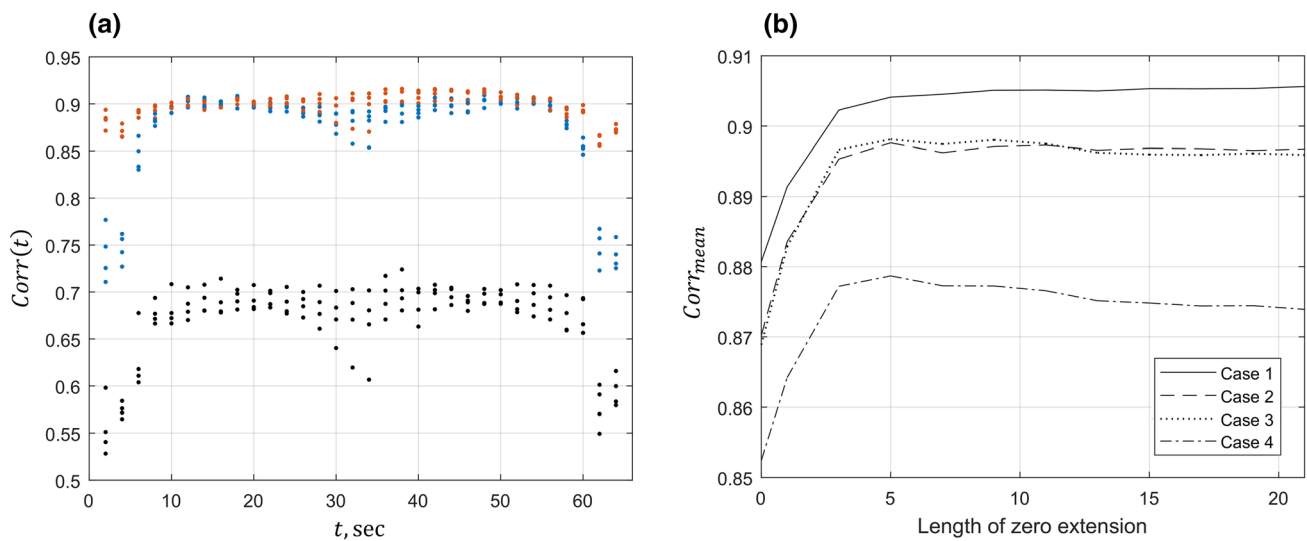 (a)
0.95
0.9
0.85
0.8
0.75
0.7
0.65
0.6
0.55
0.5
Corr(t)
0 10 20 30 40 50 60
t, sec
(b)
0.91
0.9
0.89
0.88
0.87
0.86
0.85
Corr_mean
0 5 10 15 20
Length of zero extension
Case 1
Case 2
Case 3
Case 4